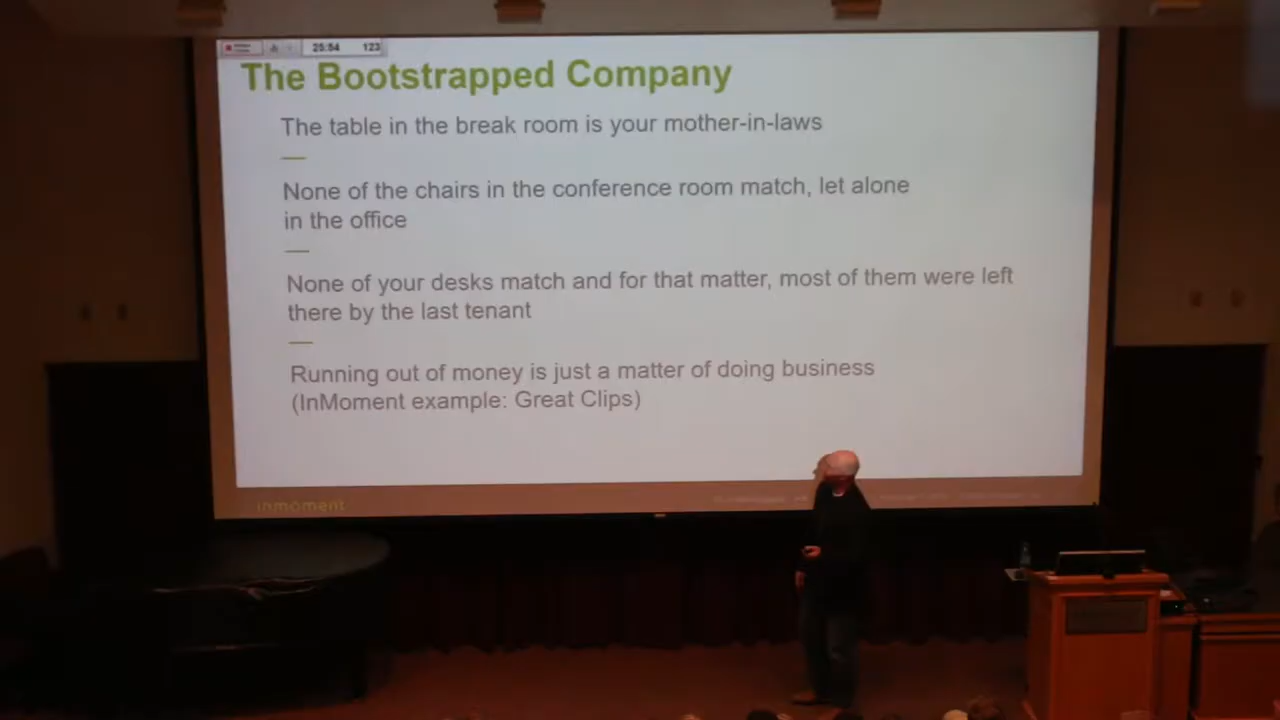 25:54 123
The Bootstrapped Company
The table in the break room is your mother-in-laws
None of the chairs in the conference room match, let alone
in the office
None of your desks match and for that matter, most of them were left
there by the last tenant
Running out of money is just a matter of doing business
(InMoment example: Great Clips)
inmoment